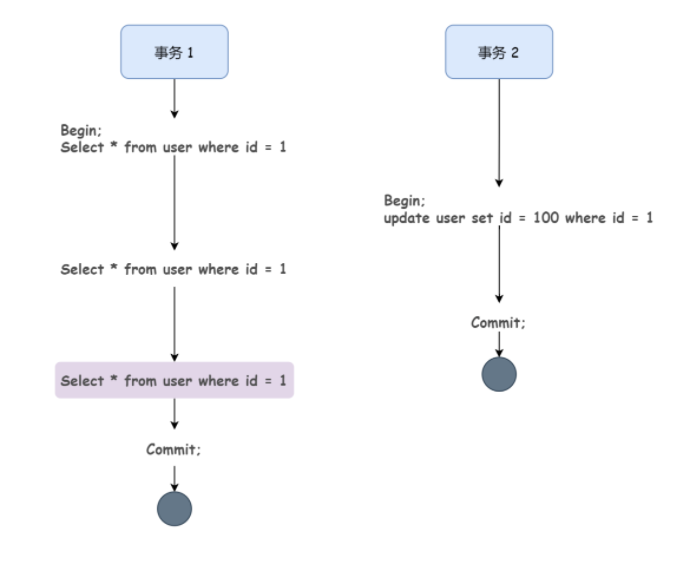 事务 1
Begin;
Select * from user where id = 1
Select * from user where id = 1
Select * from user where id = 1
Commit;
事务 2
Begin;
update user set id = 100 where id = 1
Commit;